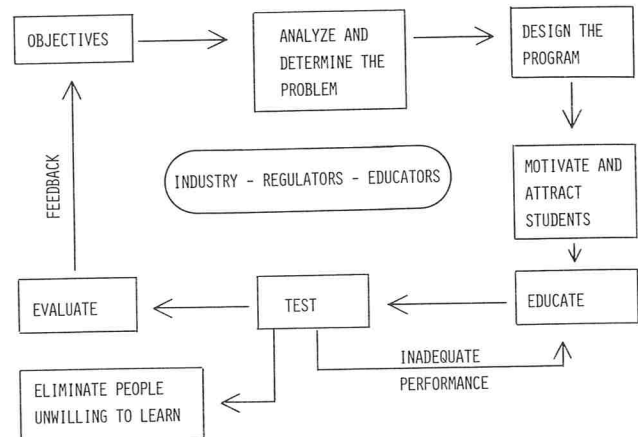 OBJECTIVES
ANALYZE AND
DETERMINE THE
PROBLEM
DESIGN THE
PROGRAM
MOTIVATE AND
ATTRACT
STUDENTS
INDUSTRY - REGULATORS - EDUCATORS
FEEDBACK
EVALUATE
TEST
EDUCATE
INADEQUATE
PERFORMANCE
ELIMINATE PEOPLE
UNWILLING TO LEARN